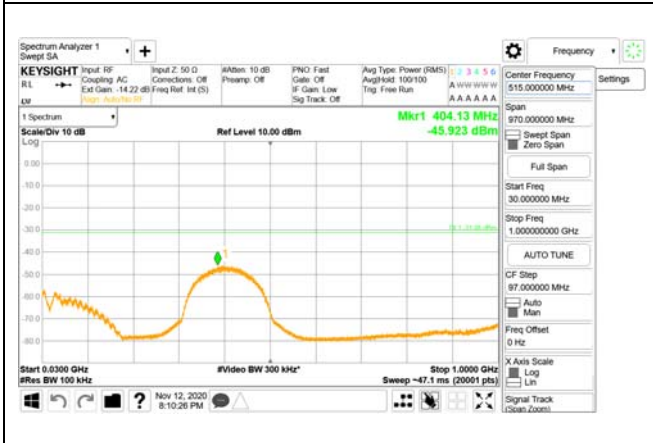 Spectrum Analyzer 1
Swept SA
+
Frequency
KEYSIGHT
Input: RF
Coupling: AC
Ext Gain: -14.22 dB
Align: Auto/No RF
Input Z: 50 Ω
Corrections: Off
Freq Ref: Int (S)
#Atten: 10 dB
Preamp: Off
PNO: Fast
Gate: Off
IF Gain: Low
Sig Track: Off
Avg Type: Power (RMS)
Avg|Hold: 100/100
Trig: Free Run
1 2 3 4 5 6
A W W W W W
A A A A A A
RL
1 Spectrum
Scale/Div 10 dB
Log
Ref Level 10.00 dBm
Mkr1 404.13 MHz
-45.923 dBm
0.00
-10.0
-20.0
-30.0
-40.0
-50.0
-60.0
-70.0
-80.0
1
Start 0.0300 GHz
#Res BW 100 kHz
#Video BW 300 kHz*
Stop 1.0000 GHz
Sweep ~47.1 ms (20001 pts)
Nov 12, 2020
8:10:26 PM
?
Center Frequency
515.000000 MHz
Settings
Span
970.000000 MHz
Swept Span
Zero Span
Full Span
Start Freq
30.000000 MHz
Stop Freq
1.000000000 GHz
AUTO TUNE
CF Step
97.000000 MHz
Auto
Man
Freq Offset
0 Hz
X Axis Scale
Log
Lin
Signal Track
(Span Zoom)